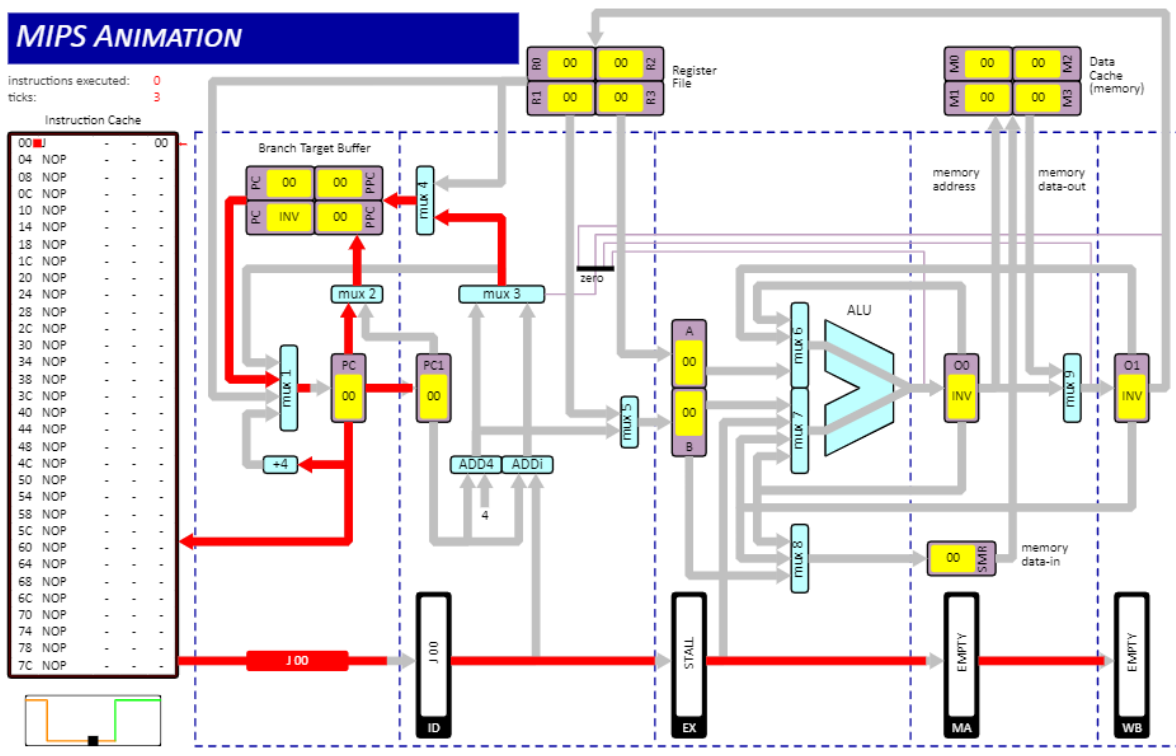 MIPS ANIMATION
instructions executed: 0
ticks: 3
Instruction Cache
00 J - - 00
04 NOP - - -
08 NOP - - -
0C NOP - - -
10 NOP - - -
14 NOP - - -
18 NOP - - -
1C NOP - - -
20 NOP - - -
24 NOP - - -
28 NOP - - -
2C NOP - - -
30 NOP - - -
34 NOP - - -
38 NOP - - -
3C NOP - - -
40 NOP - - -
44 NOP - - -
48 NOP - - -
4C NOP - - -
50 NOP - - -
54 NOP - - -
58 NOP - - -
5C NOP - - -
60 NOP - - -
64 NOP - - -
68 NOP - - -
6C NOP - - -
70 NOP - - -
74 NOP - - -
78 NOP - - -
7C NOP - - -
R0 00 00 R2
R1 00 00 R3
Register
File
M0 00 00 M2
M1 00 00 M3
Data
Cache
(memory)
Branch Target Buffer
PC 00 00 PPC
PC INV 00 PPC
mux 4
memory
address
memory
data-out
zero
mux 2
mux 3
mux 1
PC
00
PC1
00
+4
ADD4
ADDi
4
mux 5
A
00
00
B
mux 6
mux 7
ALU
O0
INV
mux 9
O1
INV
mux 8
00 SMR
memory
data-in
J 00
J 00
ID
STALL
EX
EMPTY
MA
EMPTY
WB